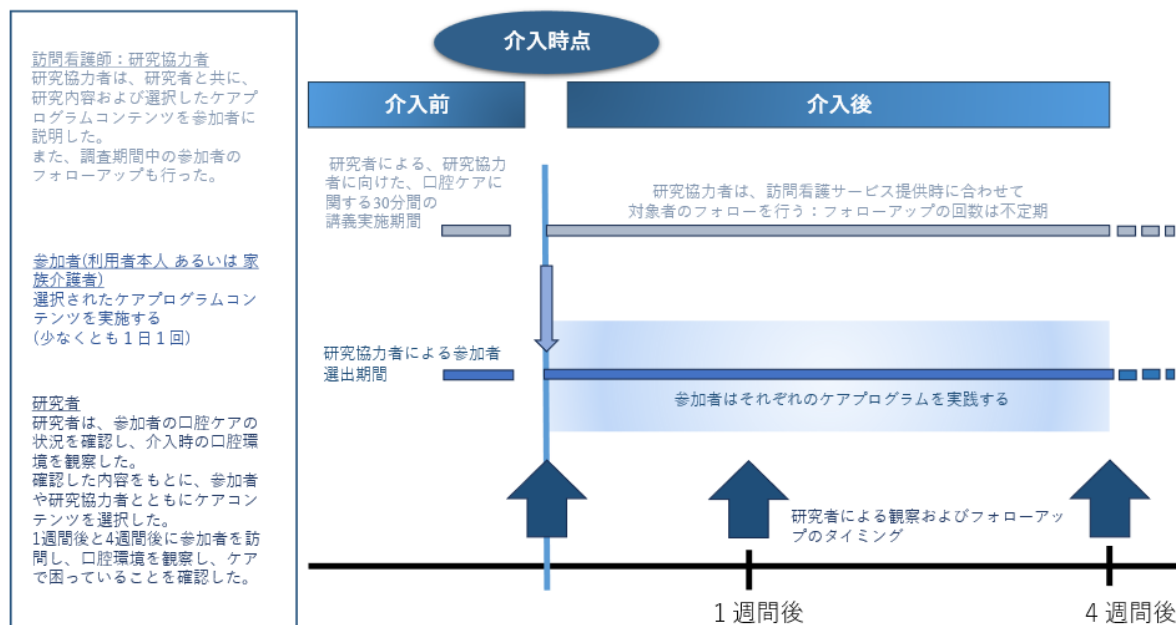 訪問看護師：研究協力者
研究協力者は、研究者と共に、
研究内容および選択したケアプ
ログラムコンテンツを参加者に
説明した。
また、調査期間中の参加者の
フォローアップも行った。
参加者(利用者本人 あるいは 家
族介護者)
選択されたケアプログラムコン
テンツを実施する
(少なくとも１日１回)
研究者
研究者は、参加者の口腔ケアの
状況を確認し、介入時の口腔環
境を観察した。
確認した内容をもとに、参加者
や研究協力者とともにケアコン
テンツを選択した。
1週間後と4週間後に参加者を訪
問し、口腔環境を観察し、ケア
で困っていることを確認した。
介入時点
介入前
介入後
研究者による、研究協力
者に向けた、口腔ケアに
関する30分間の
講義実施期間
研究協力者は、訪問看護サービス提供時に合わせて
対象者のフォローを行う：フォローアップの回数は不定期
研究協力者による参加者
選出期間
参加者はそれぞれのケアプログラムを実践する
研究者による観察およびフォローアッ
プのタイミング
1 週間後
4 週間後